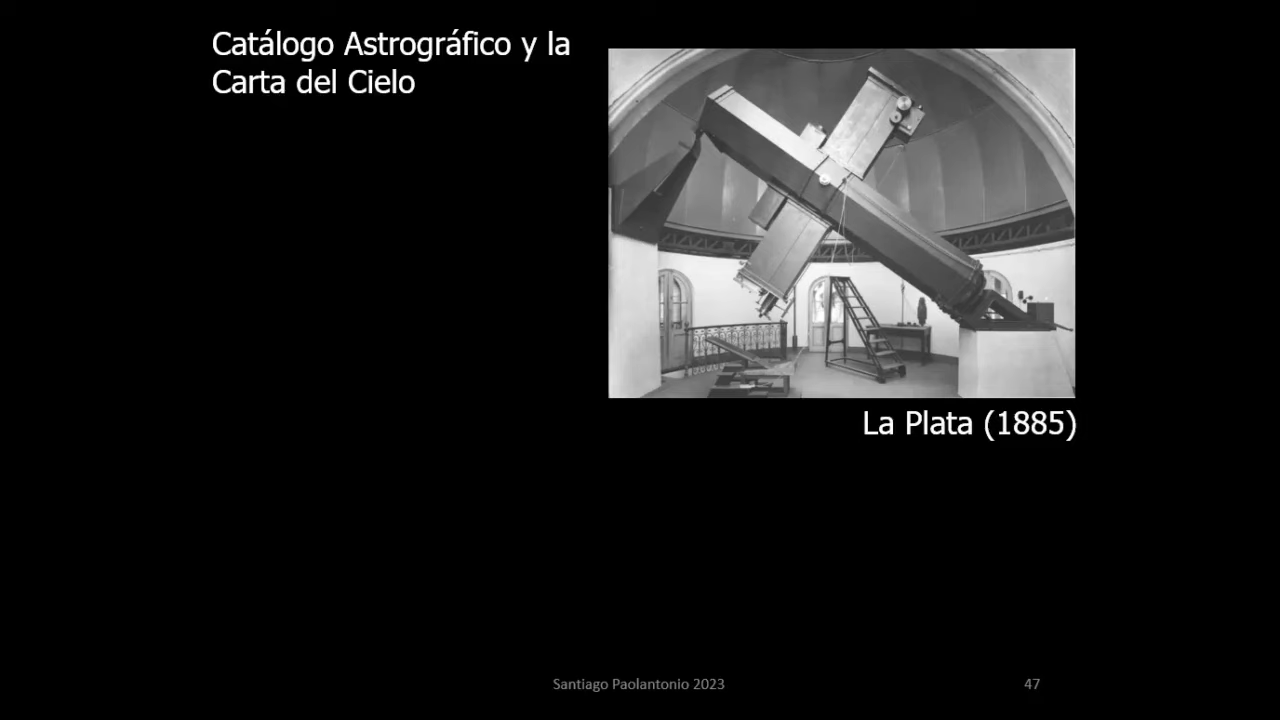 Catálogo Astrográfico y la
Carta del Cielo
La Plata (1885)
Santiago Paolantonio 2023
47